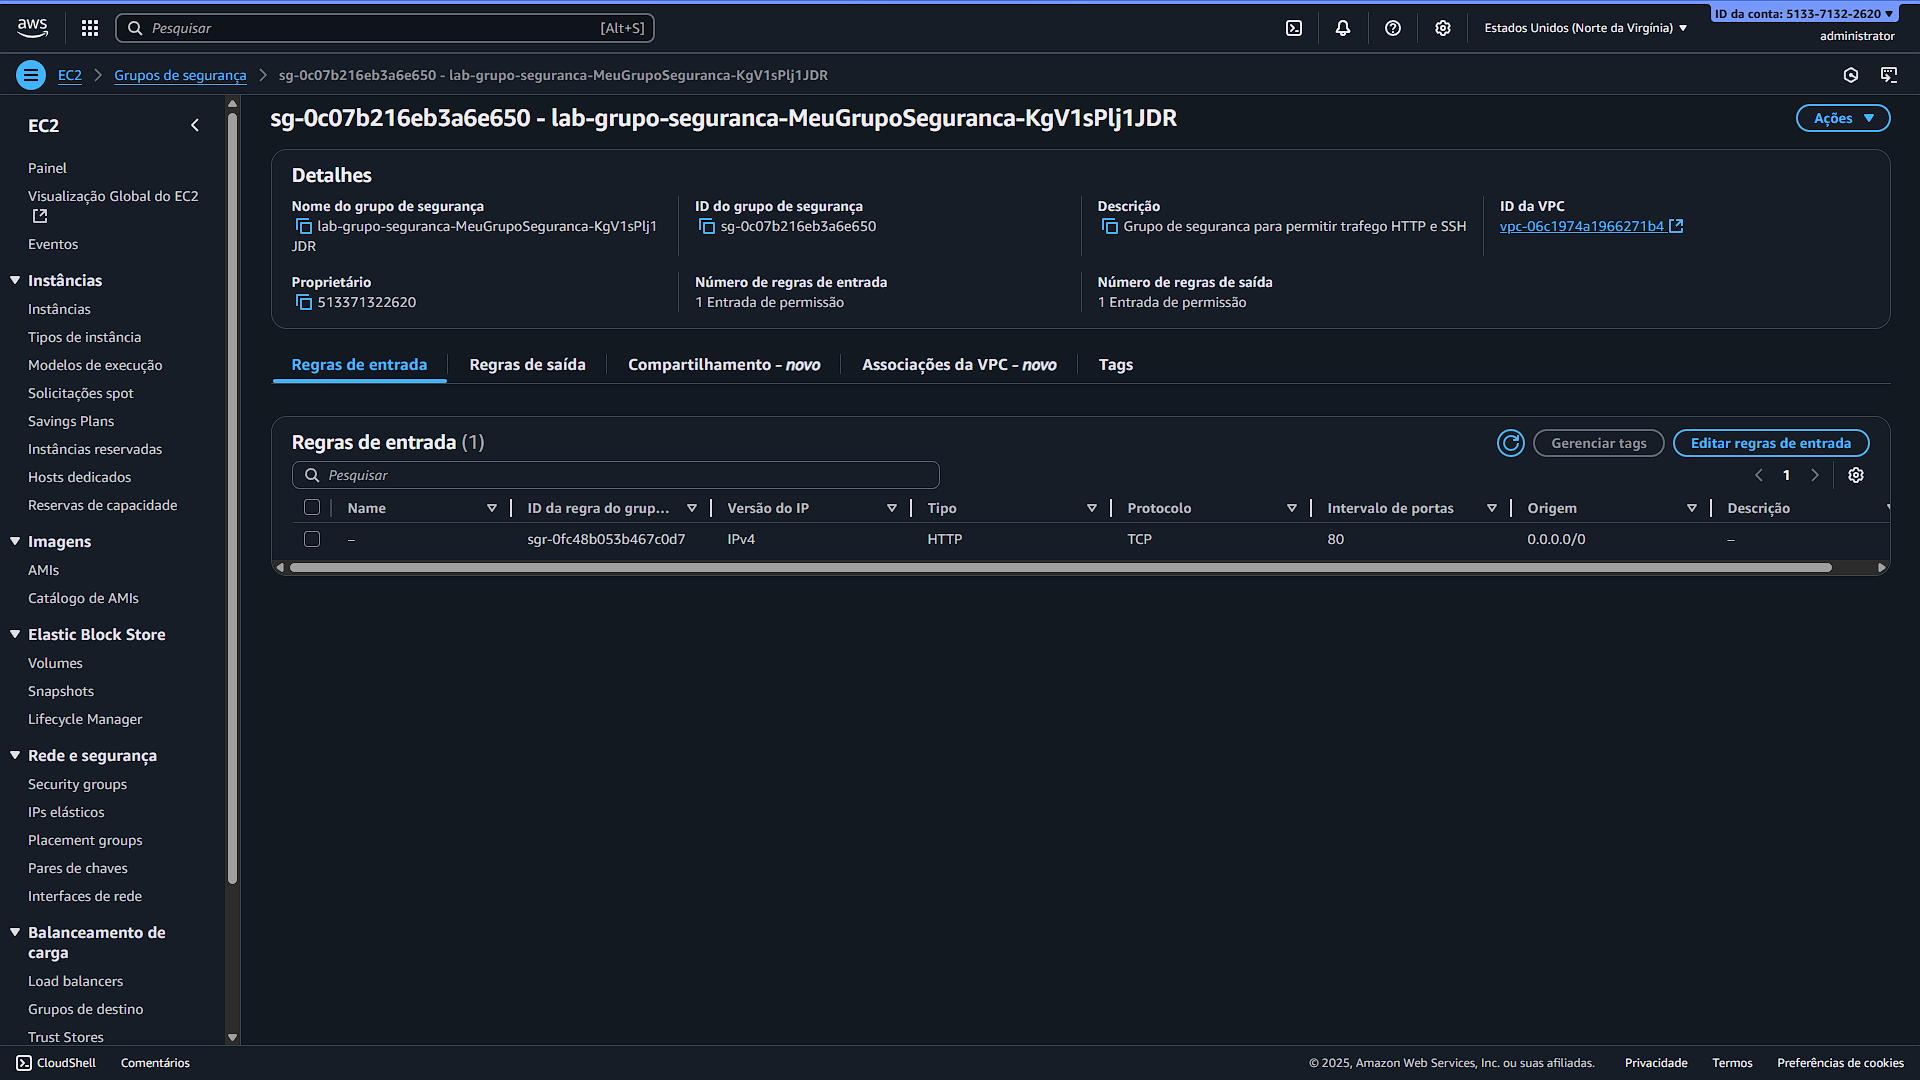 aws
Pesquisar [Alt+S]
Estados Unidos (Norte da Virgínia)
ID da conta: 5133-7132-2620
administrator
EC2
Grupos de segurança
sg-0c07b216eb3a6e650 - lab-grupo-seguranca-MeuGrupoSeguranca-KgV1sPlj1JDR
EC2
Painel
Visualização Global do EC2
Eventos
Instâncias
Instâncias
Tipos de instância
Modelos de execução
Solicitações spot
Savings Plans
Instâncias reservadas
Hosts dedicados
Reservas de capacidade
Imagens
AMIs
Catálogo de AMIs
Elastic Block Store
Volumes
Snapshots
Lifecycle Manager
Rede e segurança
Security groups
IPs elásticos
Placement groups
Pares de chaves
Interfaces de rede
Balanceamento de
carga
Load balancers
Grupos de destino
Trust Stores
sg-0c07b216eb3a6e650 - lab-grupo-seguranca-MeuGrupoSeguranca-KgV1sPlj1JDR
Ações
Detalhes
Nome do grupo de segurança
lab-grupo-seguranca-MeuGrupoSeguranca-KgV1sPlj1
JDR
ID do grupo de segurança
sg-0c07b216eb3a6e650
Descrição
Grupo de seguranca para permitir trafego HTTP e SSH
ID da VPC
vpc-06c1974a1966271b4
Proprietário
513371322620
Número de regras de entrada
1 Entrada de permissão
Número de regras de saída
1 Entrada de permissão
Regras de entrada
Regras de saída
Compartilhamento - novo
Associações da VPC - novo
Tags
Regras de entrada (1)
Gerenciar tags
Editar regras de entrada
Pesquisar
1
Name ID da regra do grup... Versão do IP Tipo Protocolo Intervalo de portas Origem Descrição
– sgr-0fc48b053b467c0d7 IPv4 HTTP TCP 80 0.0.0.0/0 –
CloudShell Comentários © 2025, Amazon Web Services, Inc. ou suas afiliadas. Privacidade Termos Preferências de cookies